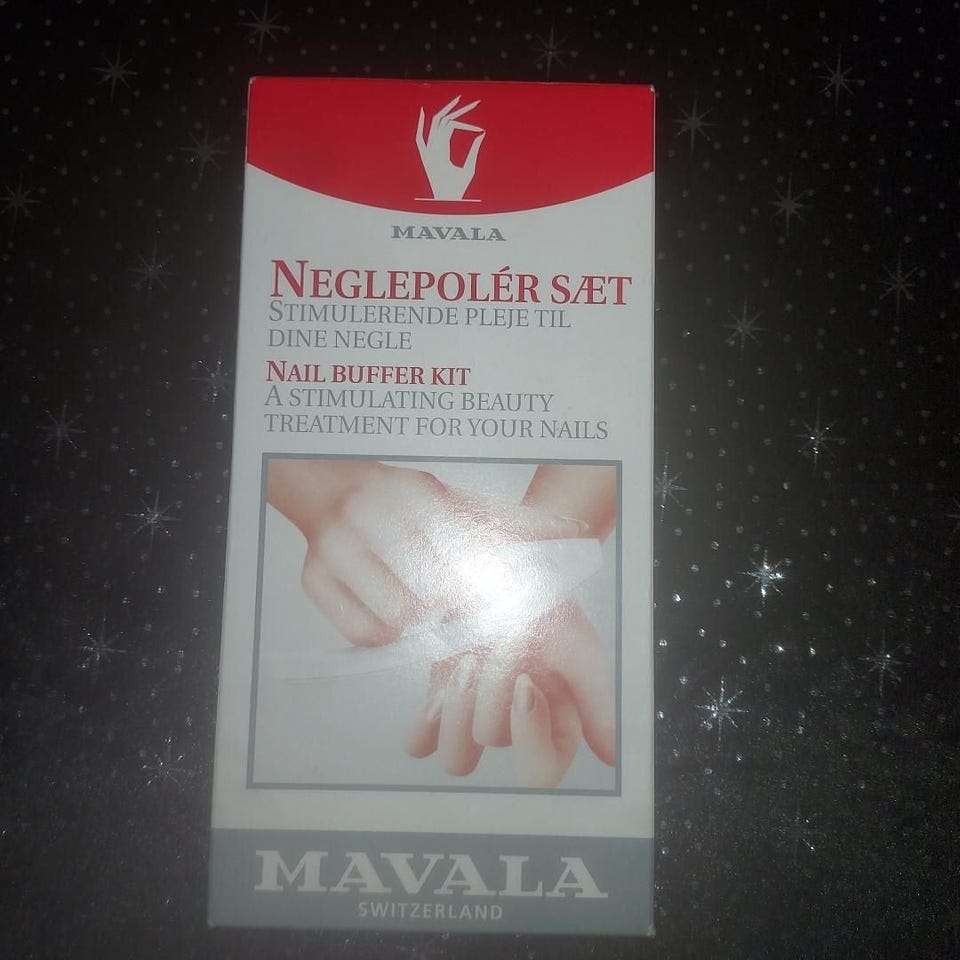 MAVALA
NEGLEPOLÉR SÆT
STIMULERENDE PLEJE TIL
DINE NEGLE
NAIL BUFFER KIT
A STIMULATING BEAUTY
TREATMENT FOR YOUR NAILS
MAVALA
SWITZERLAND